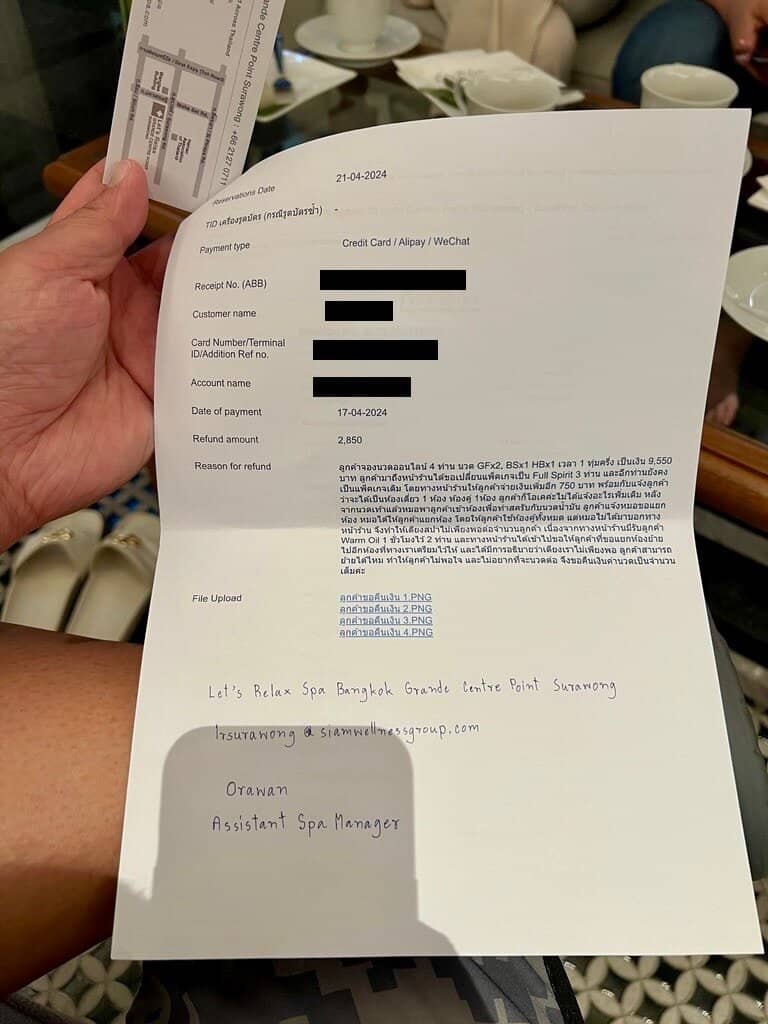 Grande Centre Point Surawong : +66 2127 071
Across Thailand
Reservations Date 21-04-2024
TID เครื่องรูดบัตร (กรณีรูดบัตรซ้ำ) -
Payment type Credit Card / Alipay / WeChat
Receipt No. (ABB)
Customer name
Card Number/Terminal
ID/Addition Ref no.
Account name
Date of payment 17-04-2024
Refund amount 2,850
Reason for refund ลูกค้าจองนวดออนไลน์ 4 ท่าน นวด GFx2, BSx1 HBx1 เวลา 1 ทุ่มครึ่ง เป็นเงิน 9,550
บาท ลูกค้ามาถึงหน้าร้านได้ขอเปลี่ยนแพ็คเกจเป็น Full Spirit 3 ท่าน และอีกท่านยังคง
เป็นแพ็คเกจเดิม โดยทางหน้าร้านให้ลูกค้าจ่ายเงินเพิ่มอีก 750 บาท พร้อมกับแจ้งลูกค้า
ว่าจะได้เป็นห้องเดี่ยว 1 ห้อง ห้องคู่ 1ห้อง ลูกค้าก็โอเคค่ะไม่ได้แจ้งอะไรเพิ่มเติม หลัง
จากนวดเท้าแล้วหมอพาลูกค้าเข้าห้องเพื่อทำสครับกับนวดน้ำมัน ลูกค้าแจ้งหมอขอแยก
ห้อง หมอได้ให้ลูกค้าแยกห้อง โดยให้ลูกค้าใช้ห้องคู่ทั้งหมด แต่หมอไม่ได้มาบอกทาง
หน้าร้าน จึงทำให้เตียงสปาไม่เพียงพอต่อจำนวนลูกค้า เนื่องจากทางหน้าร้านมีรับลูกค้า
Warm Oil 1 ชั่วโมงไว้ 2 ท่าน และทางหน้าร้านได้เข้าไปขอให้ลูกค้าที่ขอแยกห้องย้าย
ไปอีกห้องที่ทางเราเตรียมไว้ให้ และได้มีการอธิบายว่าเตียงเราไม่เพียงพอ ลูกค้าสามารถ
ย้ายได้ไหม ทำให้ลูกค้าไม่พอใจ และไม่อยากที่จะนวดต่อ จึงขอคืนเงินค่านวดเป็นจำนวน
เต็มค่ะ
File Upload ลูกค้าขอคืนเงิน 1.PNG
ลูกค้าขอคืนเงิน 2.PNG
ลูกค้าขอคืนเงิน 3.PNG
ลูกค้าขอคืนเงิน 4.PNG
Let's Relax Spa Bangkok Grande Centre Point Surawong
lrsurawong @ siamwellnessgroup.com
Orawan
Assistant Spa Manager